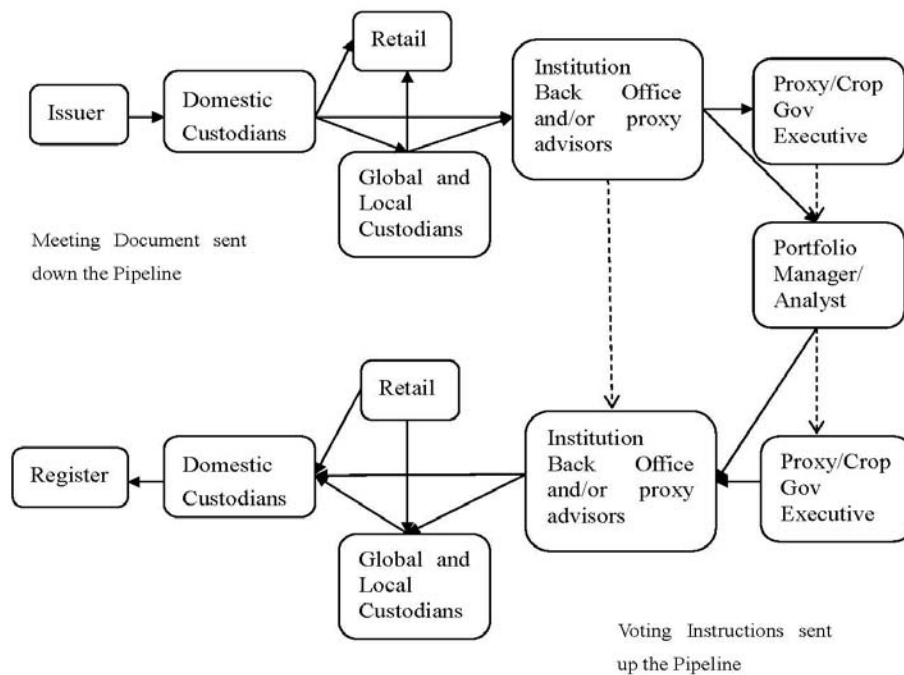 Retail
Institution
Back Office
and/or proxy
advisors
Proxy/Crop
Gov
Executive
Issuer
Domestic
Custodians
Global and
Local
Custodians
Meeting Document sent
down the Pipeline
Portfolio
Manager/
Analyst
Retail
Institution
Back Office
and/or proxy
advisors
Proxy/Crop
Gov
Executive
Register
Domestic
Custodians
Global and
Local
Custodians
Voting Instructions sent
up the Pipeline